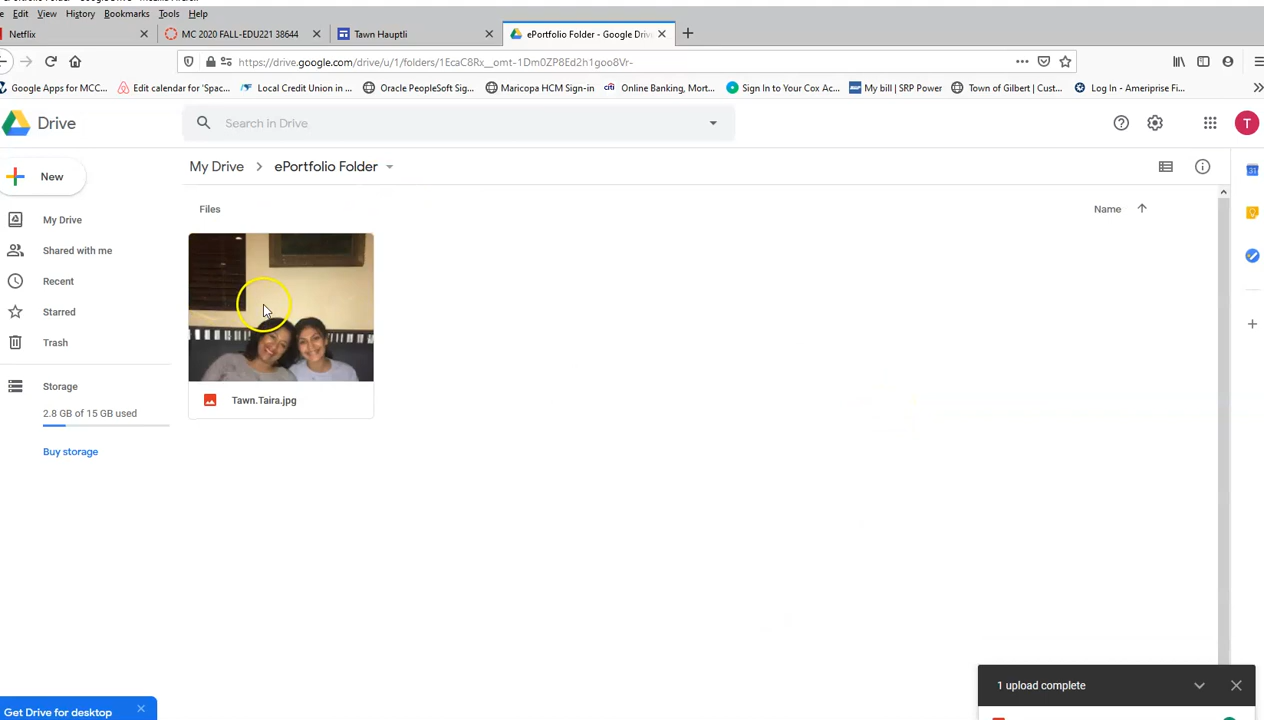 Edit View History Bookmarks Tools Help
Netflix MC 2020 FALL-EDU221 38644 Tawn Hauptli ePortfolio Folder - Google Drive
https://drive.google.com/drive/u/1/folders/1EcaC8Rx__omt-1Dm0ZP8Ed2h1goo8Vr-
Google Apps for MCC... Edit calendar for 'Spac... Local Credit Union in ... Oracle PeopleSoft Sig... Maricopa HCM Sign-in Online Banking, Mort... Sign In to Your Cox Ac... My bill | SRP Power Town of Gilbert | Cust... Log In - Ameriprise Fi...
Drive Search in Drive T
New My Drive ePortfolio Folder
My Drive Files Name
Shared with me
Recent
Starred
Trash
Storage Tawn.Taira.jpg
2.8 GB of 15 GB used
Buy storage
1 upload complete
Get Drive for desktop